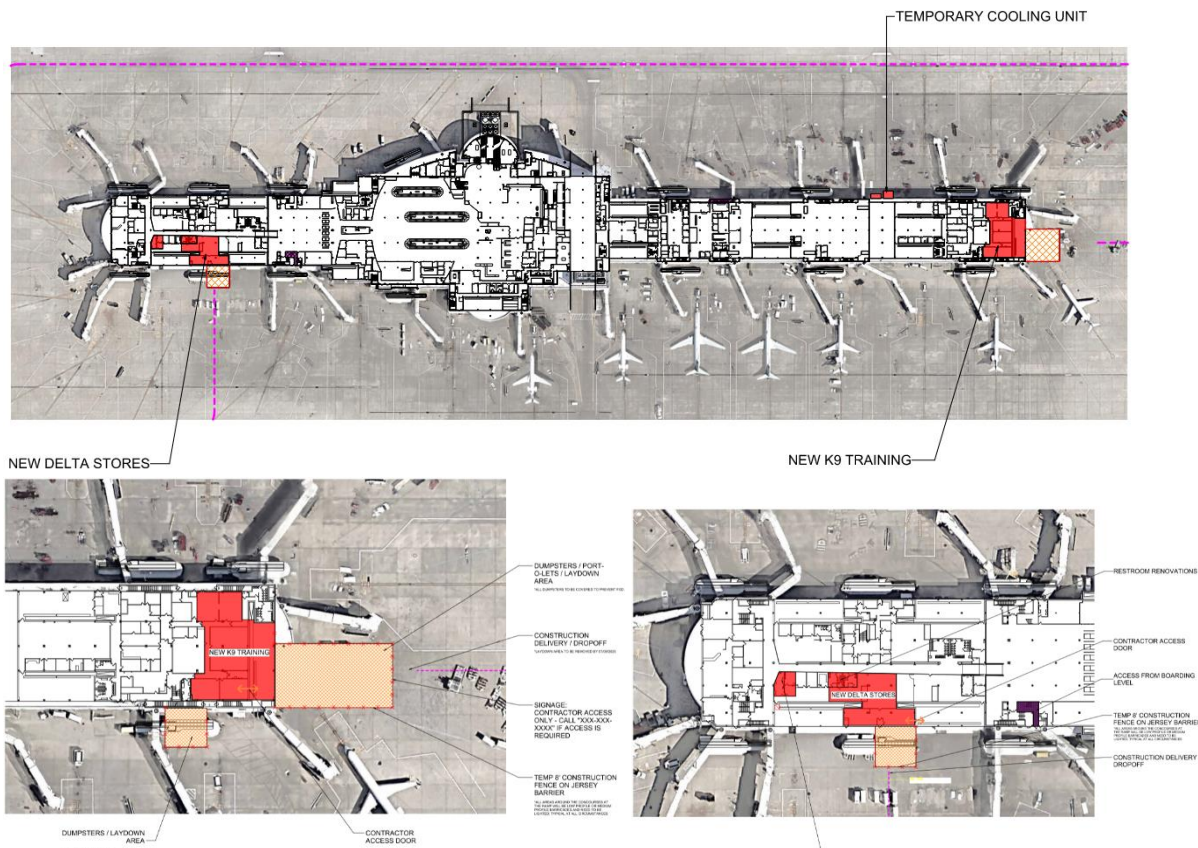 TEMPORARY COOLING UNIT
NEW DELTA STORES
NEW K9 TRAINING
DUMPSTERS / PORT-
O-LETS / LAYDOWN
AREA
CONSTRUCTION
DELIVERY / DROPOFF
NEW K9 TRAINING
SIGNAGE:
CONTRACTOR ACCESS
ONLY - CALL "XXX-XXX-
XXXX" IF ACCESS IS
REQUIRED
TEMP 8' CONSTRUCTION
FENCE ON JERSEY
BARRIER
DUMPSTERS / LAYDOWN
AREA
CONTRACTOR
ACCESS DOOR
RESTROOM RENOVATIONS
CONTRACTOR ACCESS
DOOR
NEW DELTA STORES
ACCESS FROM BOARDING
LEVEL
TEMP 8' CONSTRUCTION
FENCE ON JERSEY BARRIER
CONSTRUCTION DELIVERY
DROPOFF